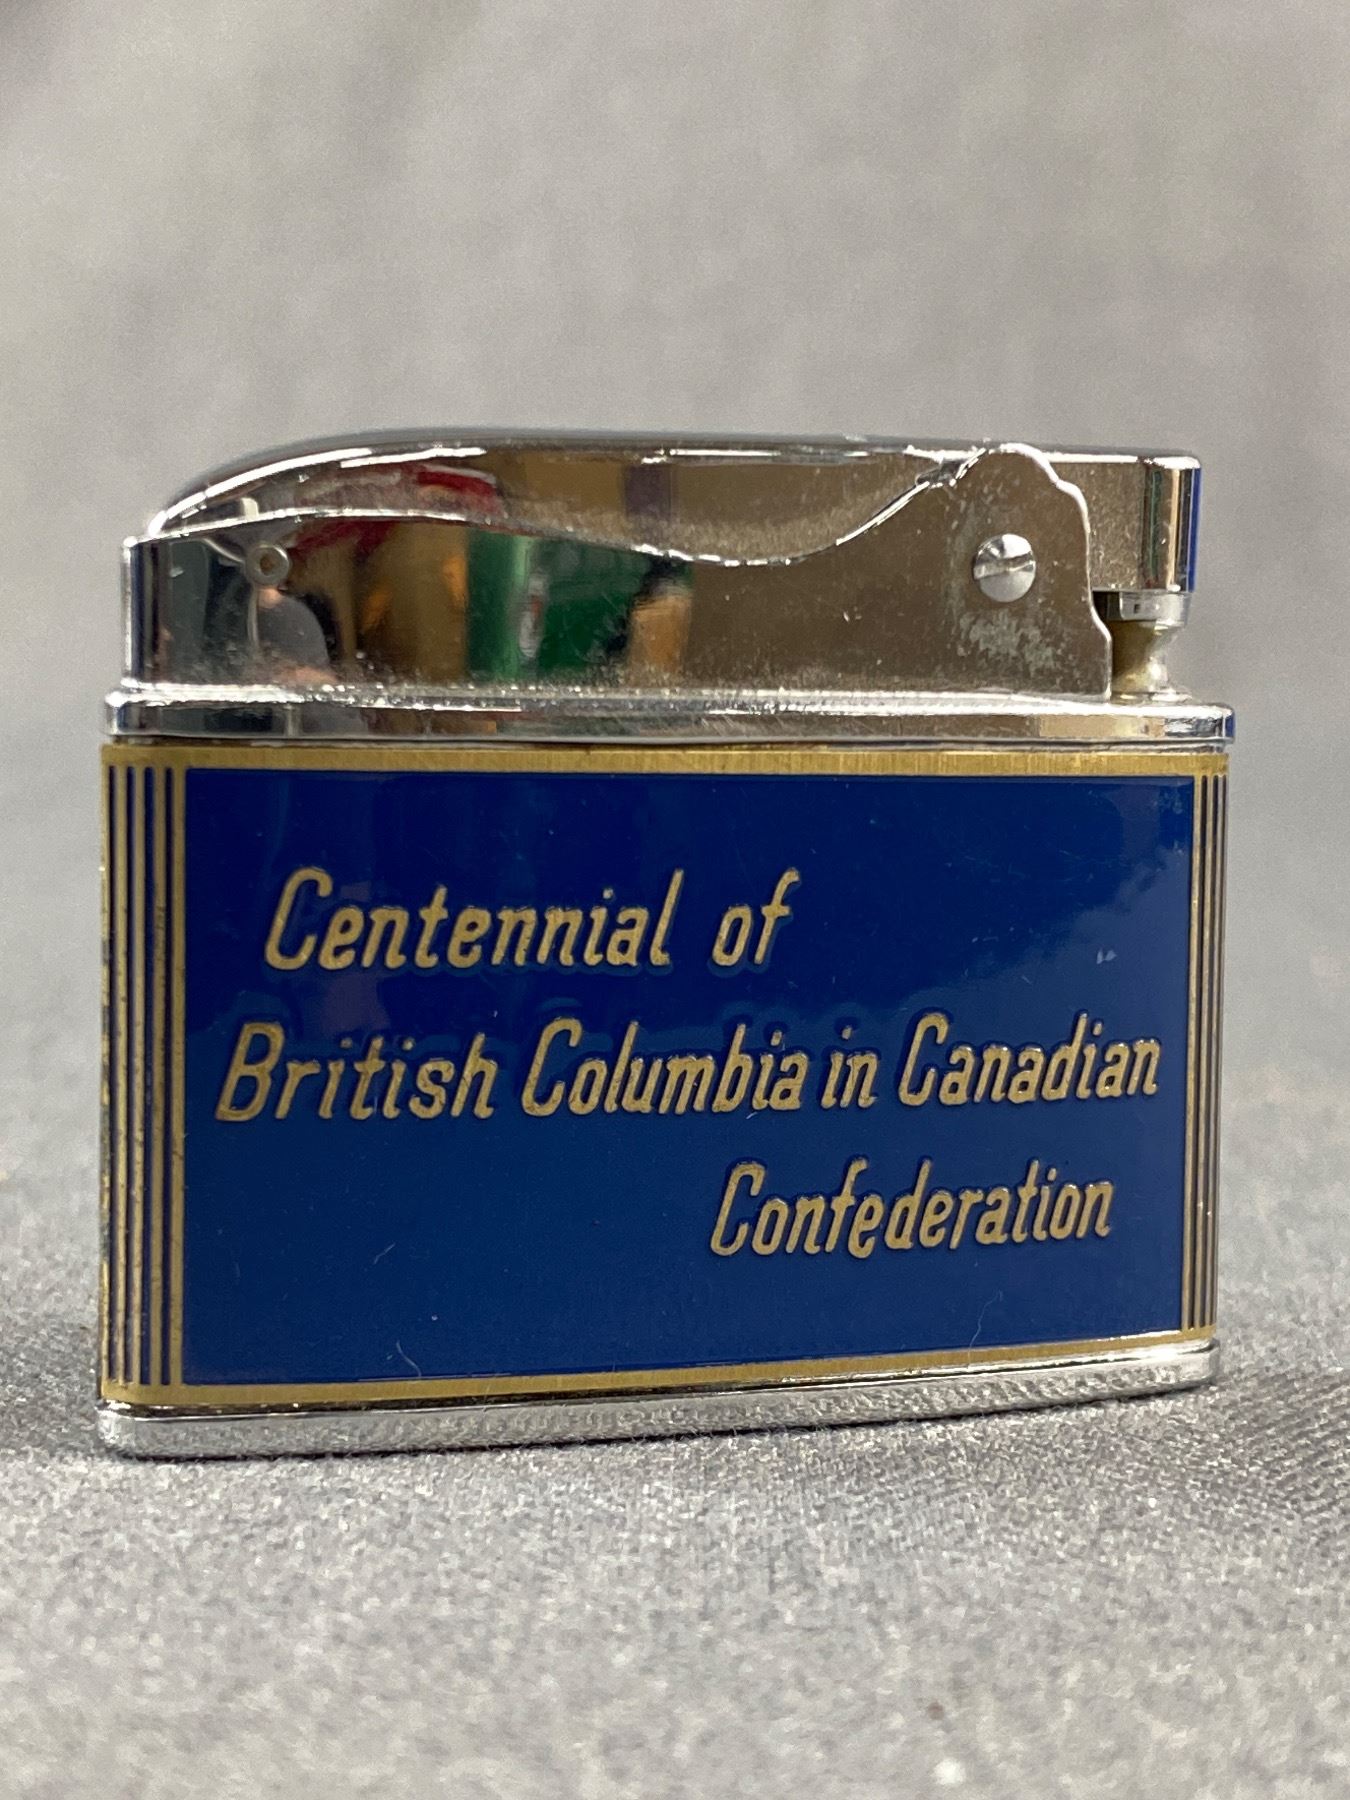 Centennial of
British Columbia in Canadian
Confederation